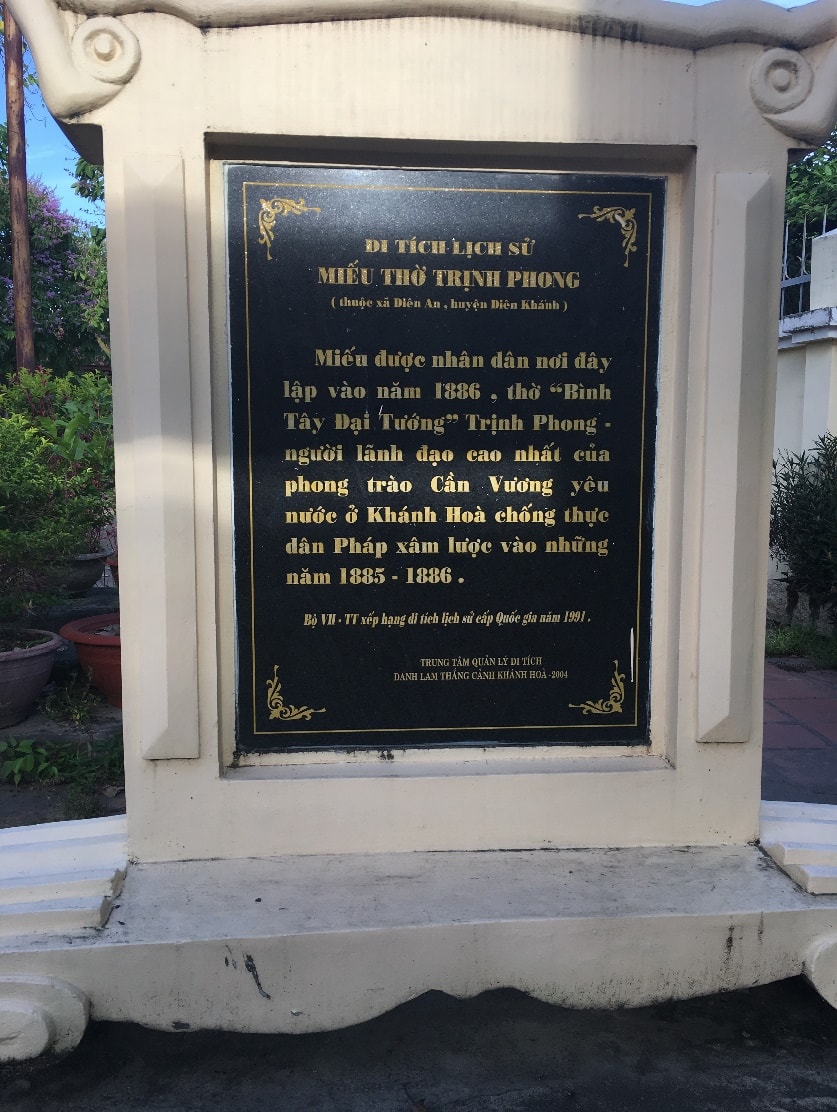 DI TÍCH LỊCH SỬ
MIẾU THỜ TRỊNH PHONG
( thuộc xã Diên An , huyện Diên Khánh )
Miếu được nhân dân nơi đây
lập vào năm 1886 , thờ “Bình
Tây Đại Tướng” Trịnh Phong -
người lãnh đạo cao nhất của
phong trào Cần Vương yêu
nước ở Khánh Hoà chống thực
dân Pháp xâm lược vào những
năm 1885 - 1886 .
Bộ VH - TT xếp hạng di tích lịch sử cấp Quốc gia năm 1991 .
TRUNG TÂM QUẢN LÝ DI TÍCH
DANH LAM THẮNG CẢNH KHÁNH HOÀ -2004